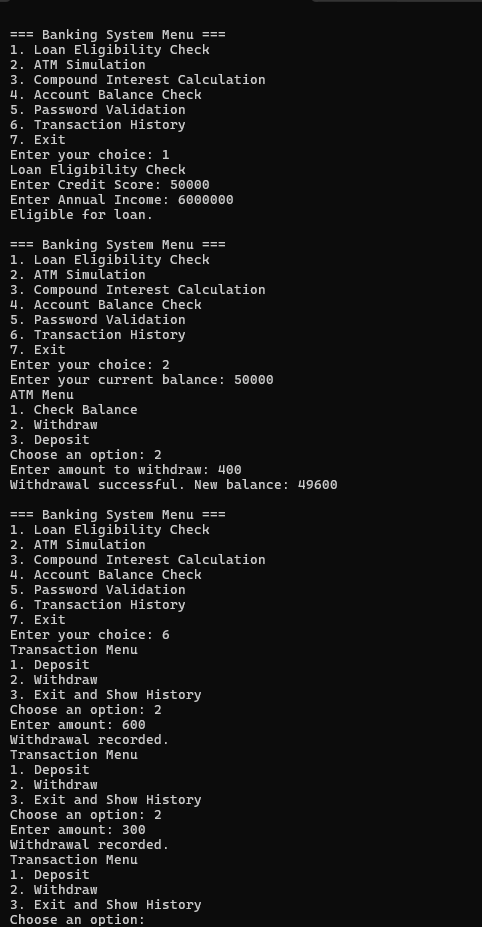 === Banking System Menu ===
1. Loan Eligibility Check
2. ATM Simulation
3. Compound Interest Calculation
4. Account Balance Check
5. Password Validation
6. Transaction History
7. Exit
Enter your choice: 1
Loan Eligibility Check
Enter Credit Score: 50000
Enter Annual Income: 6000000
Eligible for loan.
=== Banking System Menu ===
1. Loan Eligibility Check
2. ATM Simulation
3. Compound Interest Calculation
4. Account Balance Check
5. Password Validation
6. Transaction History
7. Exit
Enter your choice: 2
Enter your current balance: 50000
ATM Menu
1. Check Balance
2. Withdraw
3. Deposit
Choose an option: 2
Enter amount to withdraw: 400
Withdrawal successful. New balance: 49600
=== Banking System Menu ===
1. Loan Eligibility Check
2. ATM Simulation
3. Compound Interest Calculation
4. Account Balance Check
5. Password Validation
6. Transaction History
7. Exit
Enter your choice: 6
Transaction Menu
1. Deposit
2. Withdraw
3. Exit and Show History
Choose an option: 2
Enter amount: 600
Withdrawal recorded.
Transaction Menu
1. Deposit
2. Withdraw
3. Exit and Show History
Choose an option: 2
Enter amount: 300
Withdrawal recorded.
Transaction Menu
1. Deposit
2. Withdraw
3. Exit and Show History
Choose an option: